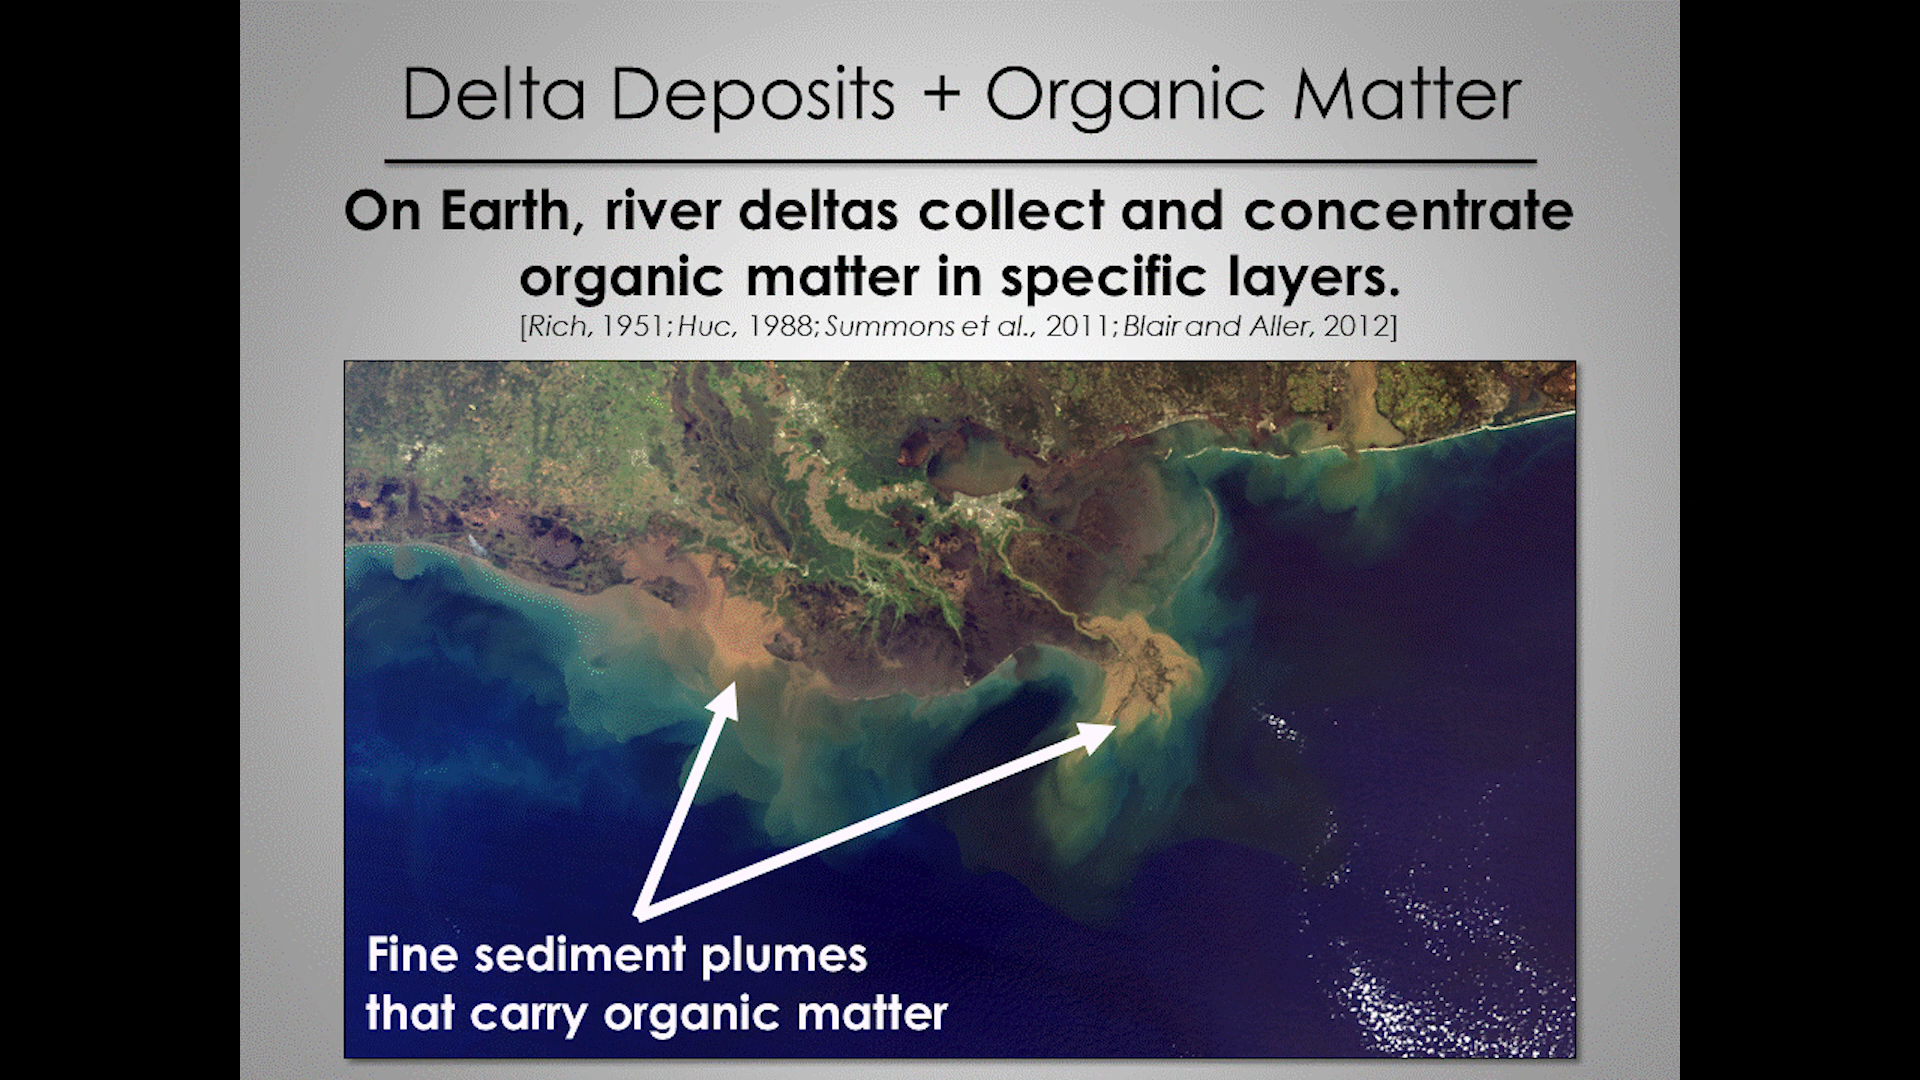 Delta Deposits + Organic Matter
On Earth, river deltas collect and concentrate
organic matter in specific layers.
[Rich, 1951; Huc, 1988; Summons et al., 2011; Blair and Aller, 2012]
Fine sediment plumes
that carry organic matter